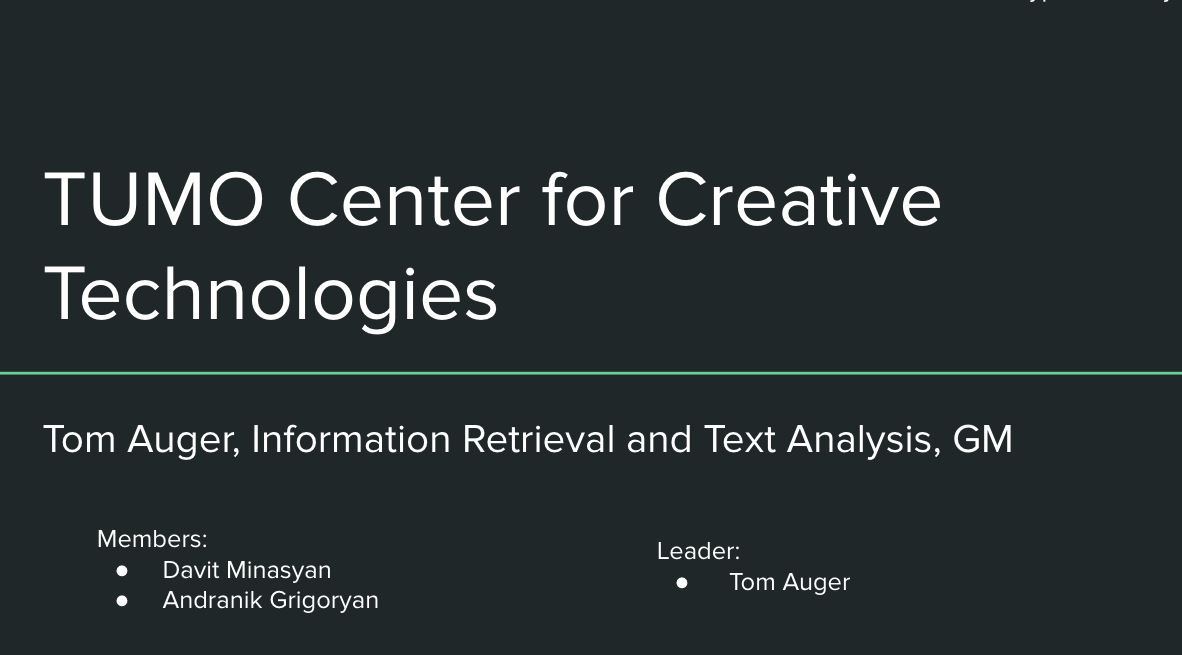 TUMO Center for Creative
Technologies
Tom Auger, Information Retrieval and Text Analysis, GM
Members:
● Davit Minasyan
● Andranik Grigoryan
Leader:
● Tom Auger